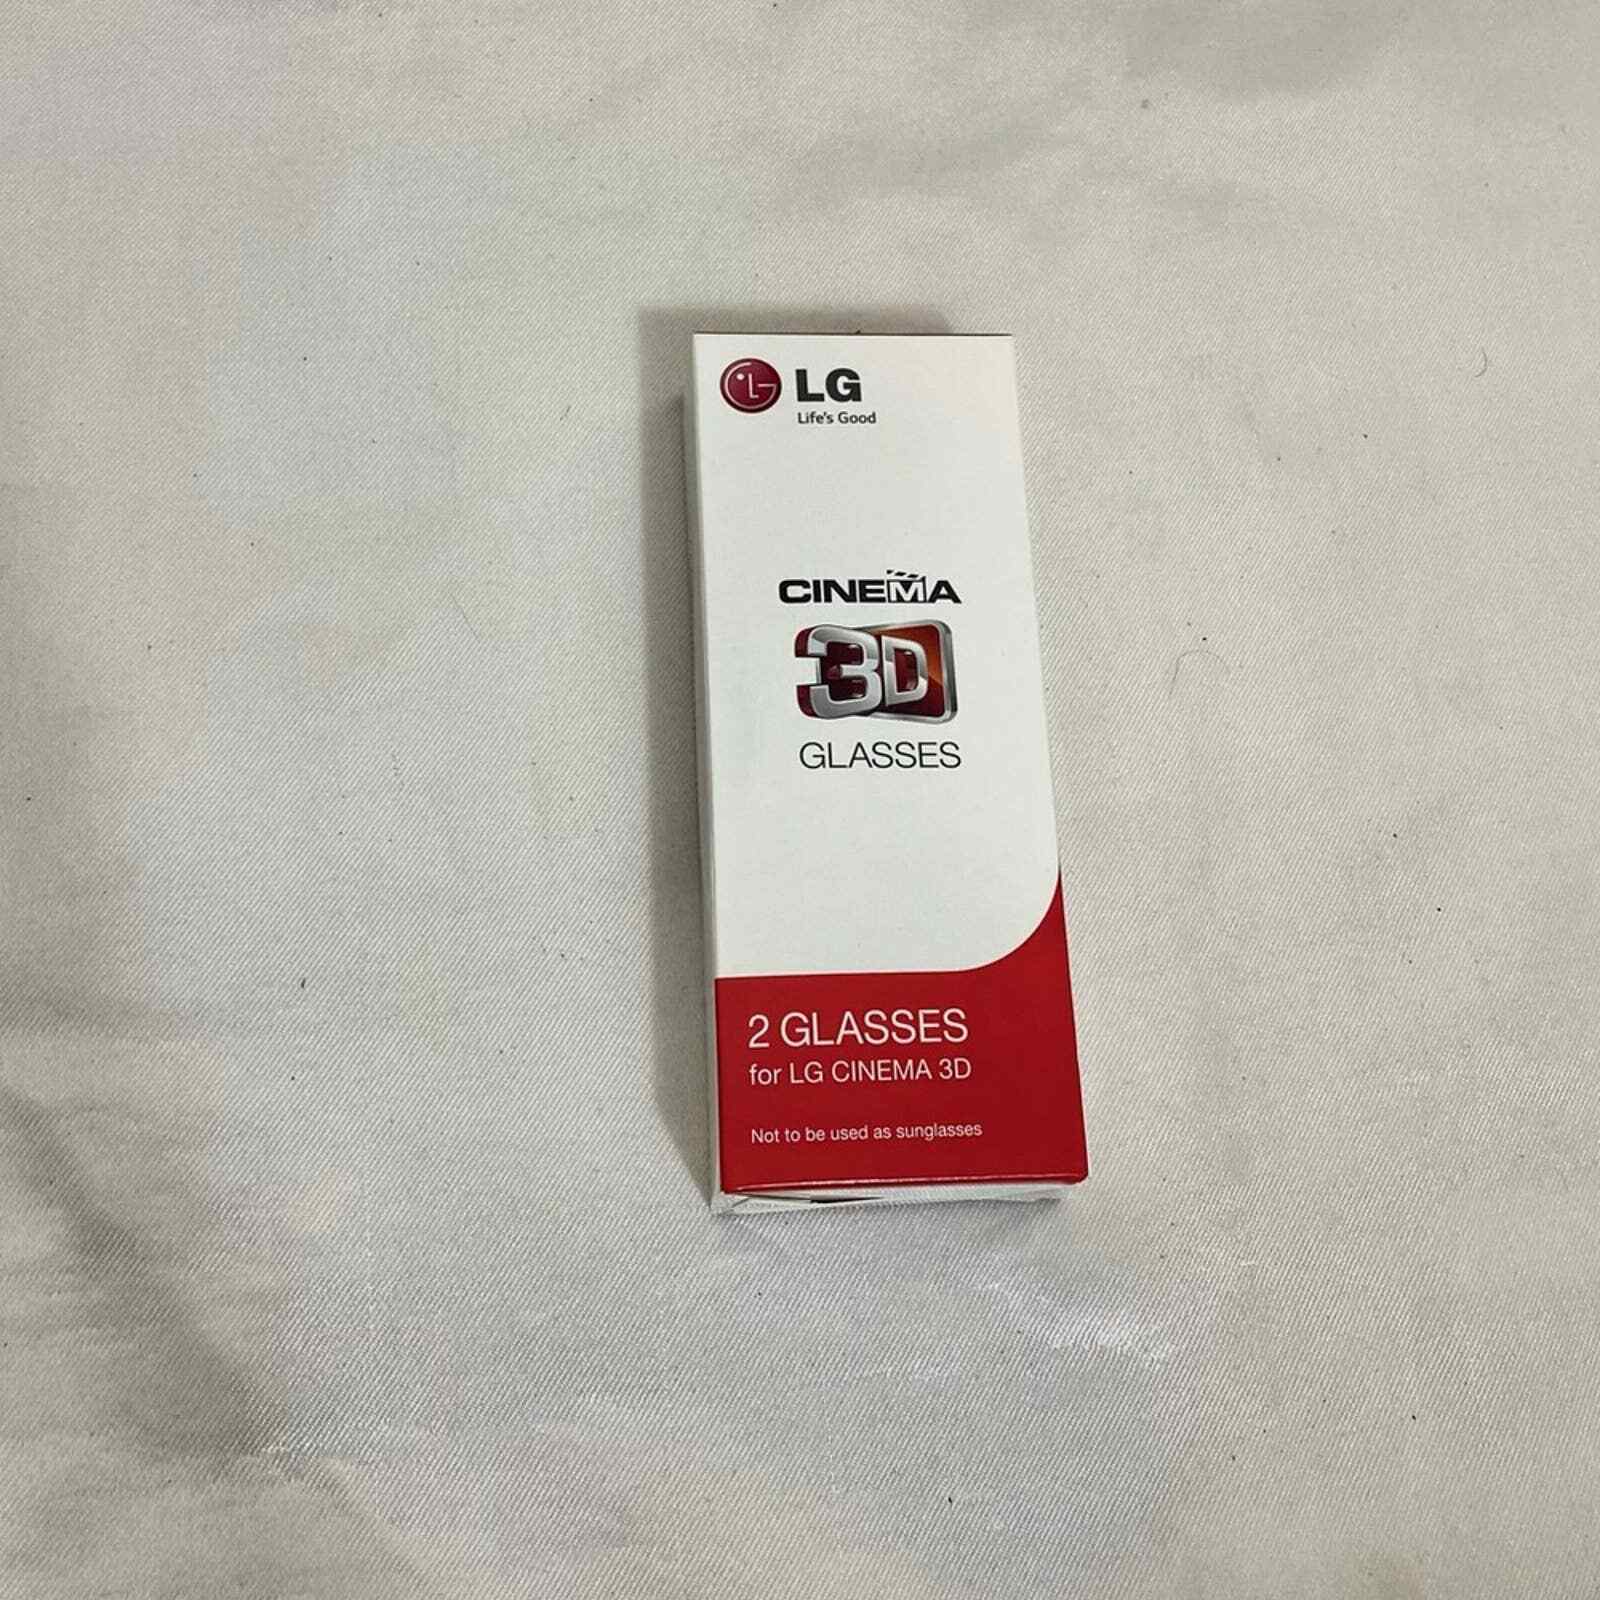 LG
Life's Good
CINEMA
3D
GLASSES
2 GLASSES
for LG CINEMA 3D
Not to be used as sunglasses